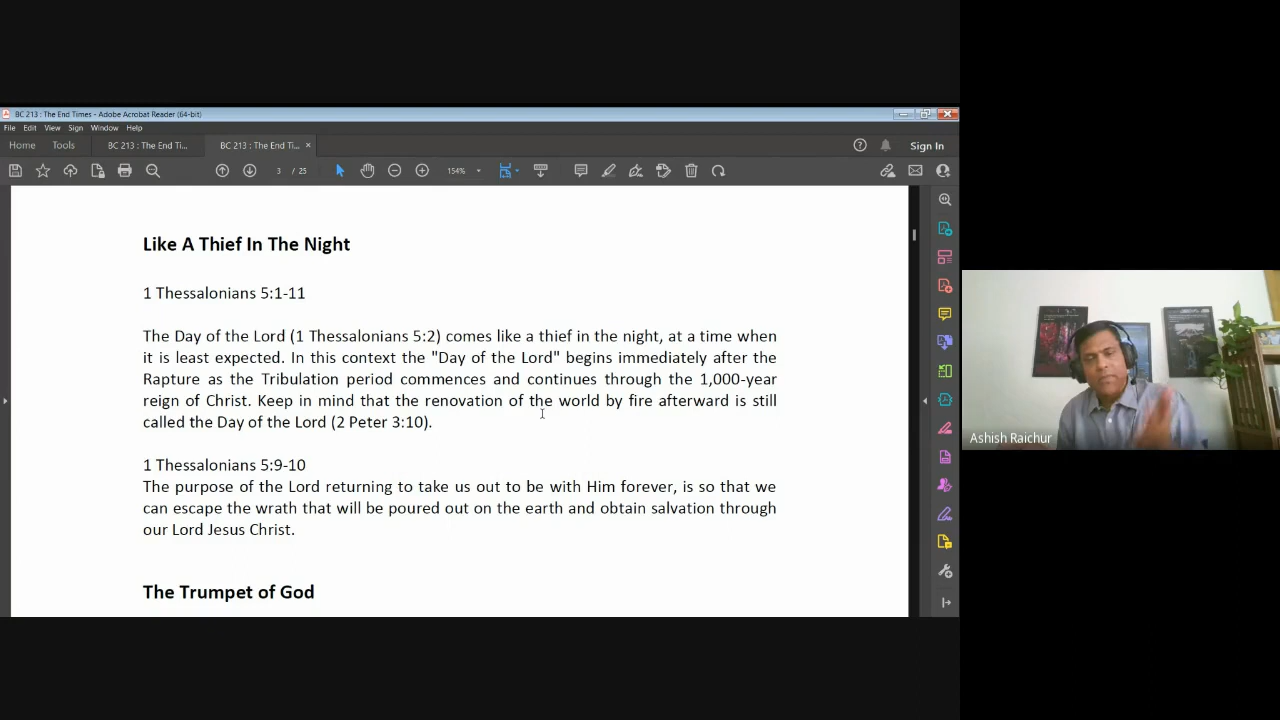 BC 213 : The End Times - Adobe Acrobat Reader (64-bit)
File Edit View Sign Window Help
Home Tools BC 213 : The End Ti... BC 213 : The End Ti... × Sign In
3 / 25 154%
Like A Thief In The Night
1 Thessalonians 5:1-11
The Day of the Lord (1 Thessalonians 5:2) comes like a thief in the night, at a time when
it is least expected. In this context the "Day of the Lord" begins immediately after the
Rapture as the Tribulation period commences and continues through the 1,000-year
reign of Christ. Keep in mind that the renovation of the world by fire afterward is still
called the Day of the Lord (2 Peter 3:10).
1 Thessalonians 5:9-10
The purpose of the Lord returning to take us out to be with Him forever, is so that we
can escape the wrath that will be poured out on the earth and obtain salvation through
our Lord Jesus Christ.
The Trumpet of God
Ashish Raichur